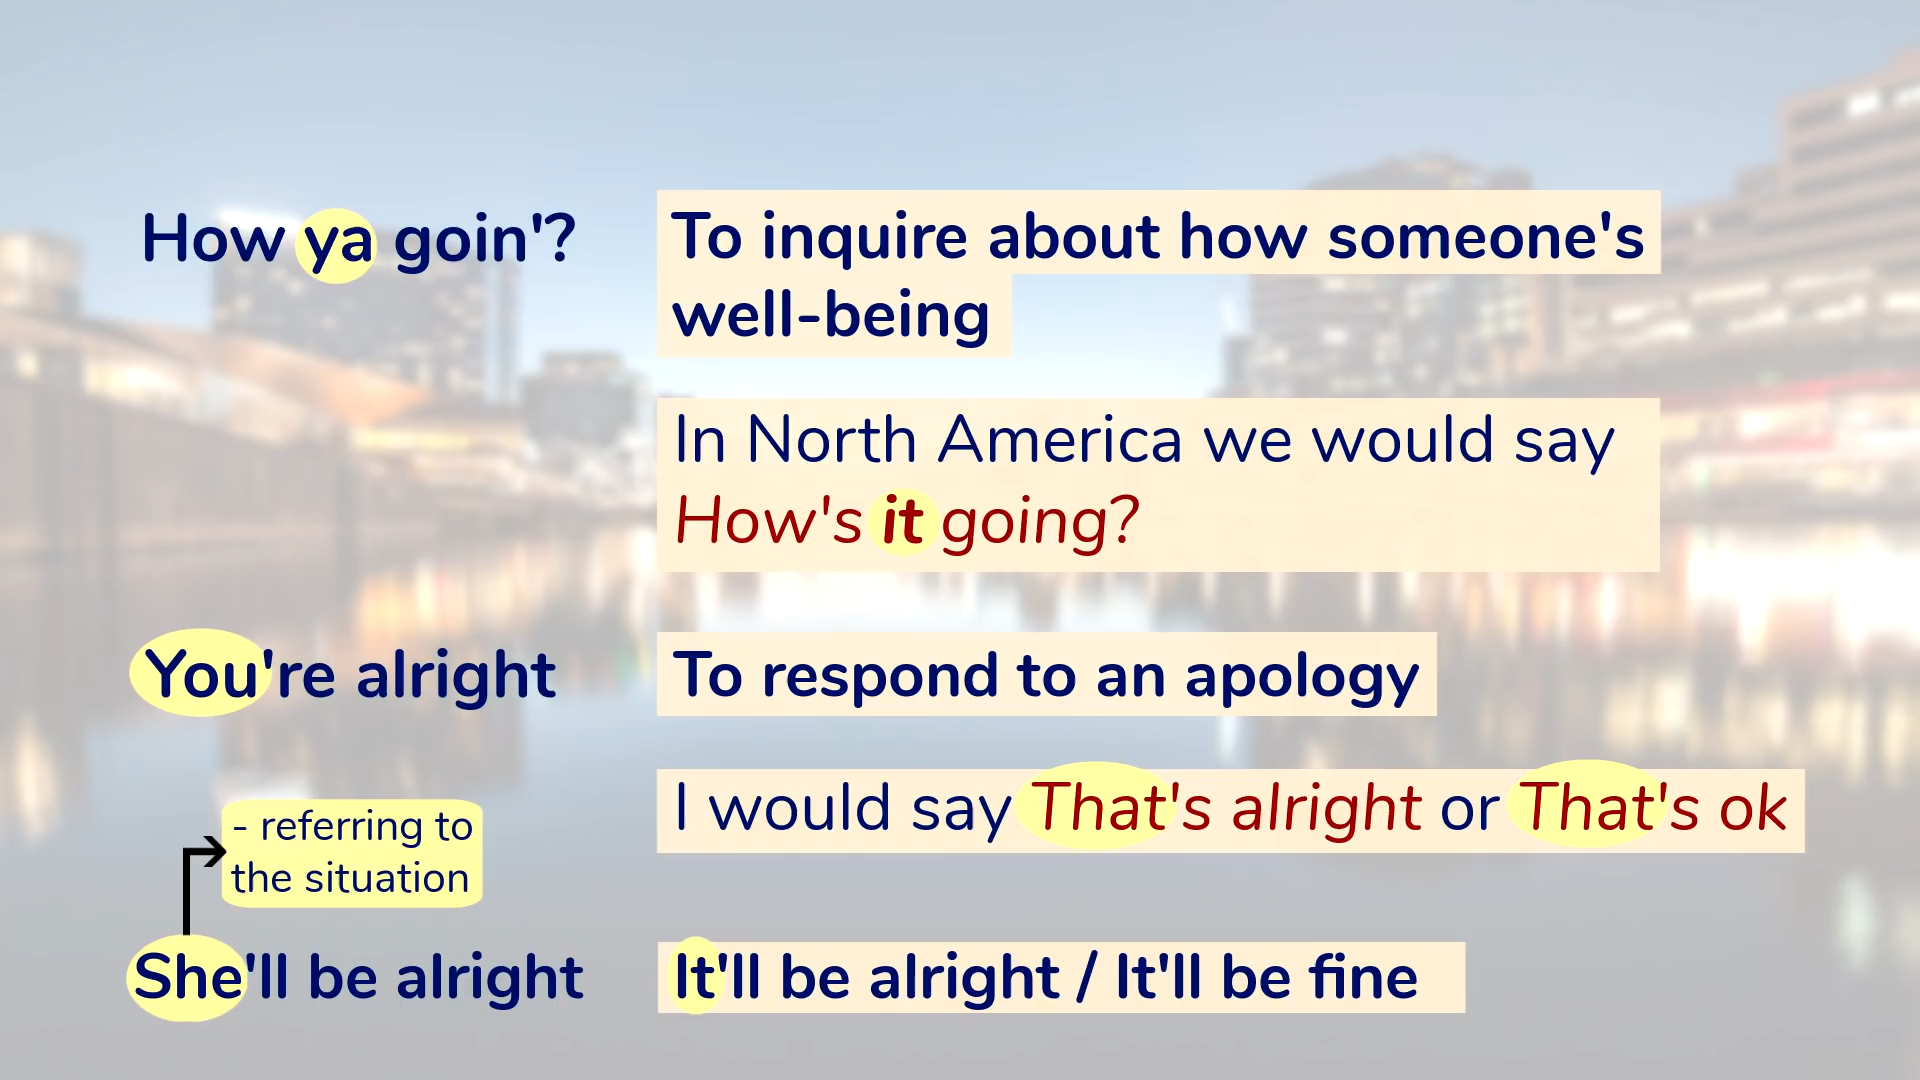 How ya goin'?
To inquire about how someone's
well-being
In North America we would say
How's it going?
You're alright
To respond to an apology
I would say That's alright or That's ok
- referring to
the situation
She'll be alright
It'll be alright / It'll be fine